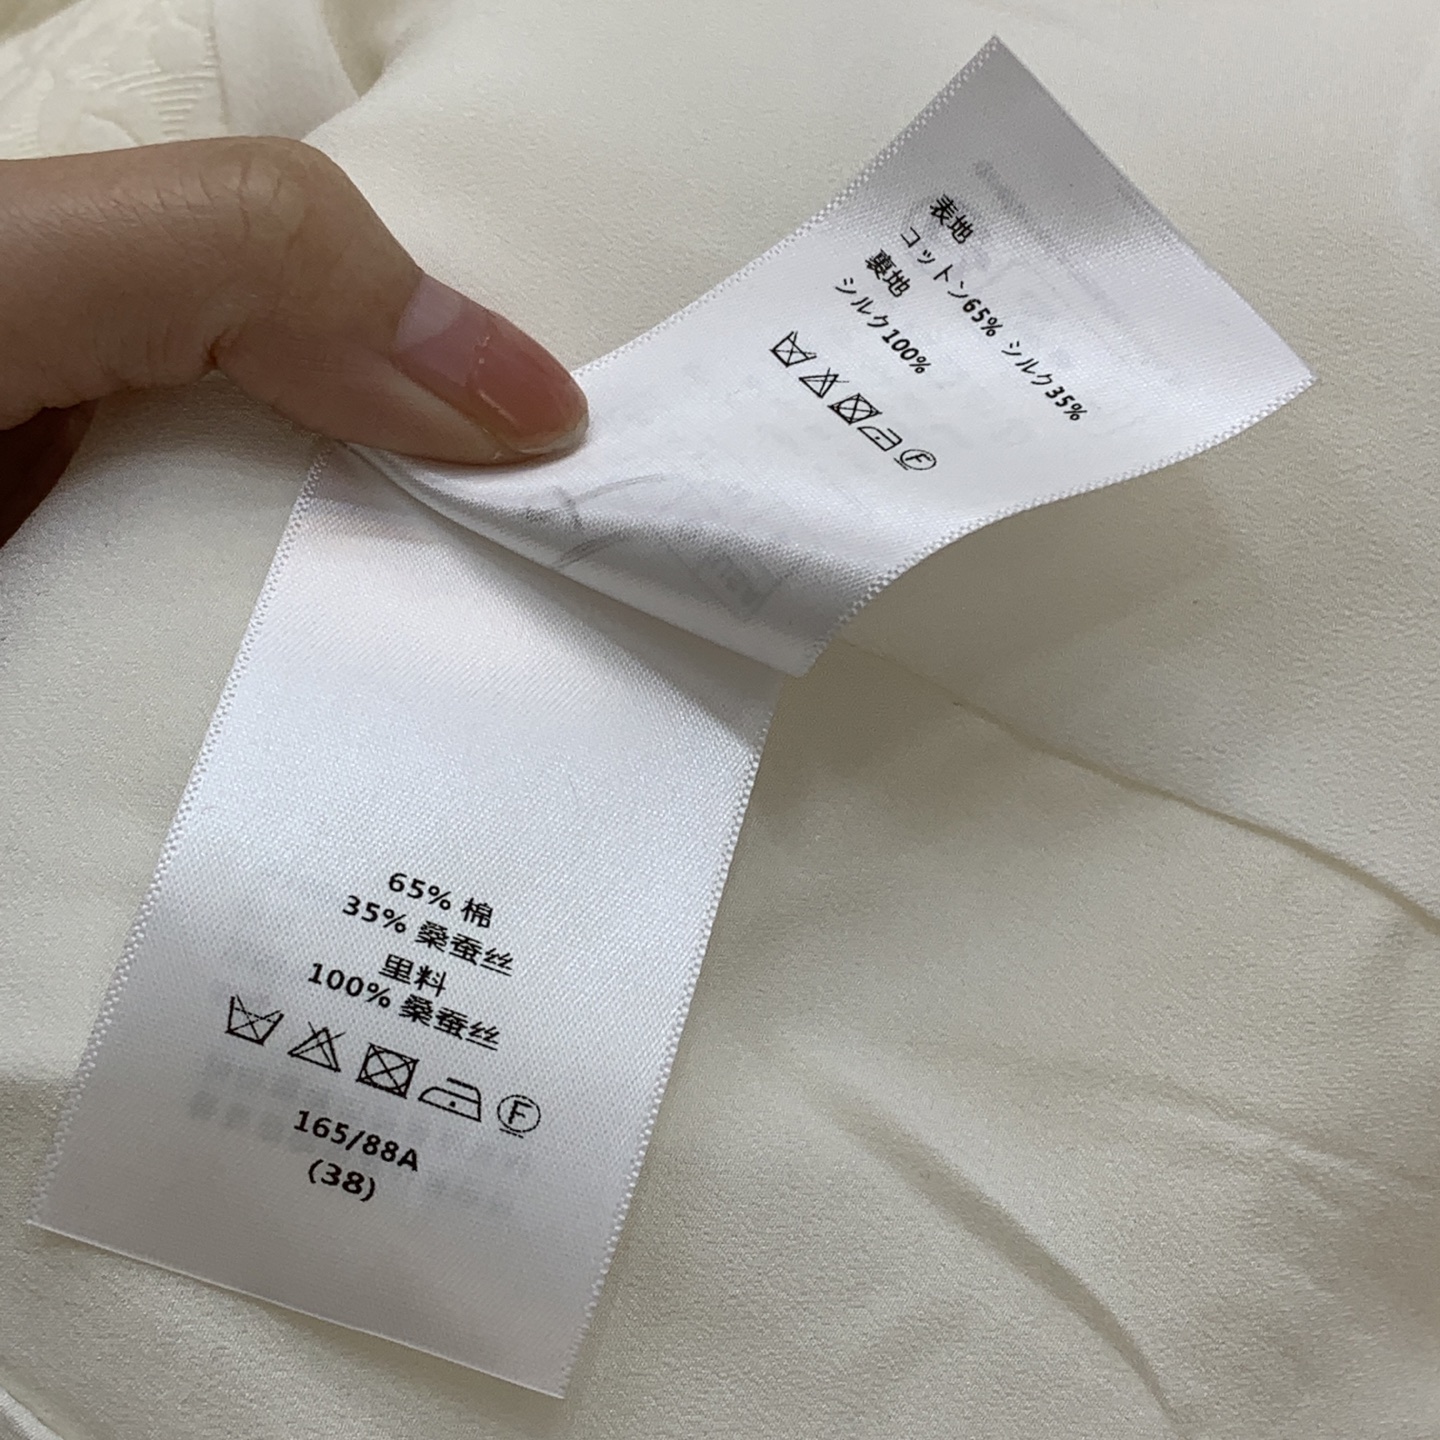 表地
コットン65% シルク35%
裏地
シルク100%
F
65% 棉
35% 桑蚕丝
里料
100% 桑蚕丝
F
165/88A
(38)